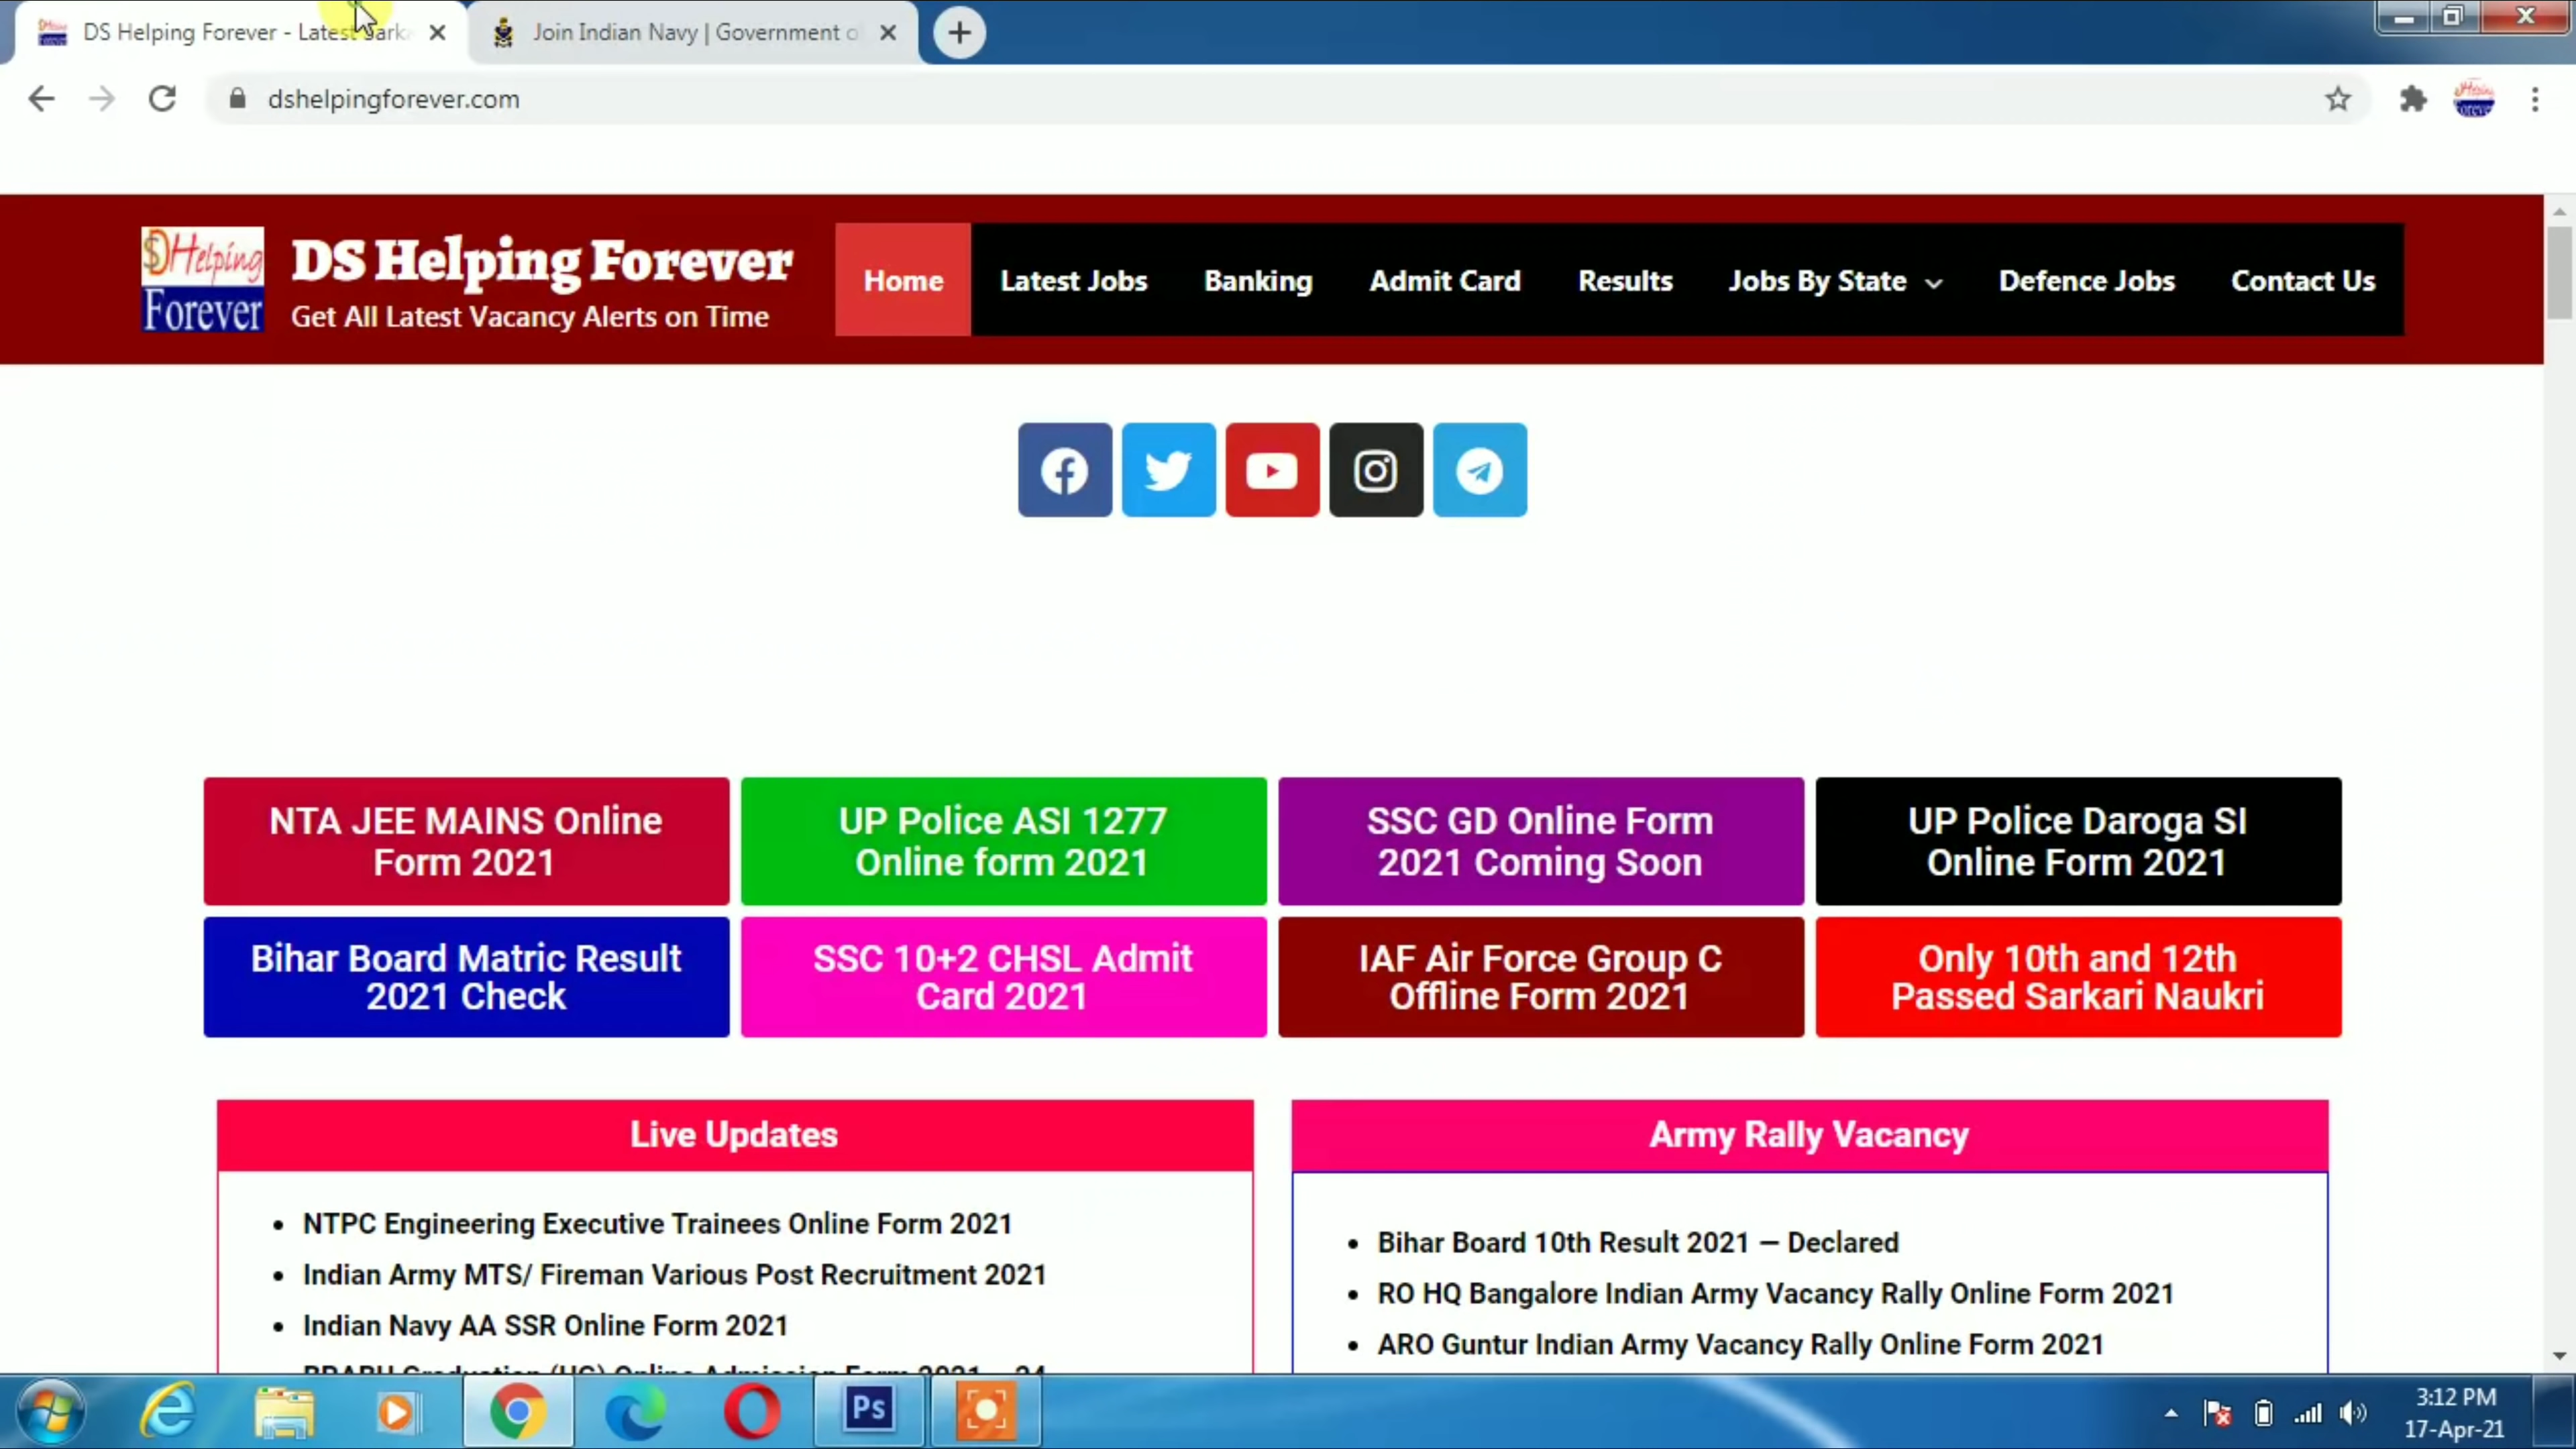 DS Helping Forever - Latest Sark
Join Indian Navy | Government o
dshelpingforever.com
DHelping
Forever
DS Helping Forever
Get All Latest Vacancy Alerts on Time
Home
Latest Jobs
Banking
Admit Card
Results
Jobs By State
Defence Jobs
Contact Us
NTA JEE MAINS Online
Form 2021
UP Police ASI 1277
Online form 2021
SSC GD Online Form
2021 Coming Soon
UP Police Daroga SI
Online Form 2021
Bihar Board Matric Result
2021 Check
SSC 10+2 CHSL Admit
Card 2021
IAF Air Force Group C
Offline Form 2021
Only 10th and 12th
Passed Sarkari Naukri
Live Updates
NTPC Engineering Executive Trainees Online Form 2021
Indian Army MTS/ Fireman Various Post Recruitment 2021
Indian Navy AA SSR Online Form 2021
Army Rally Vacancy
Bihar Board 10th Result 2021 — Declared
RO HQ Bangalore Indian Army Vacancy Rally Online Form 2021
ARO Guntur Indian Army Vacancy Rally Online Form 2021
Ps
3:12 PM
17-Apr-21